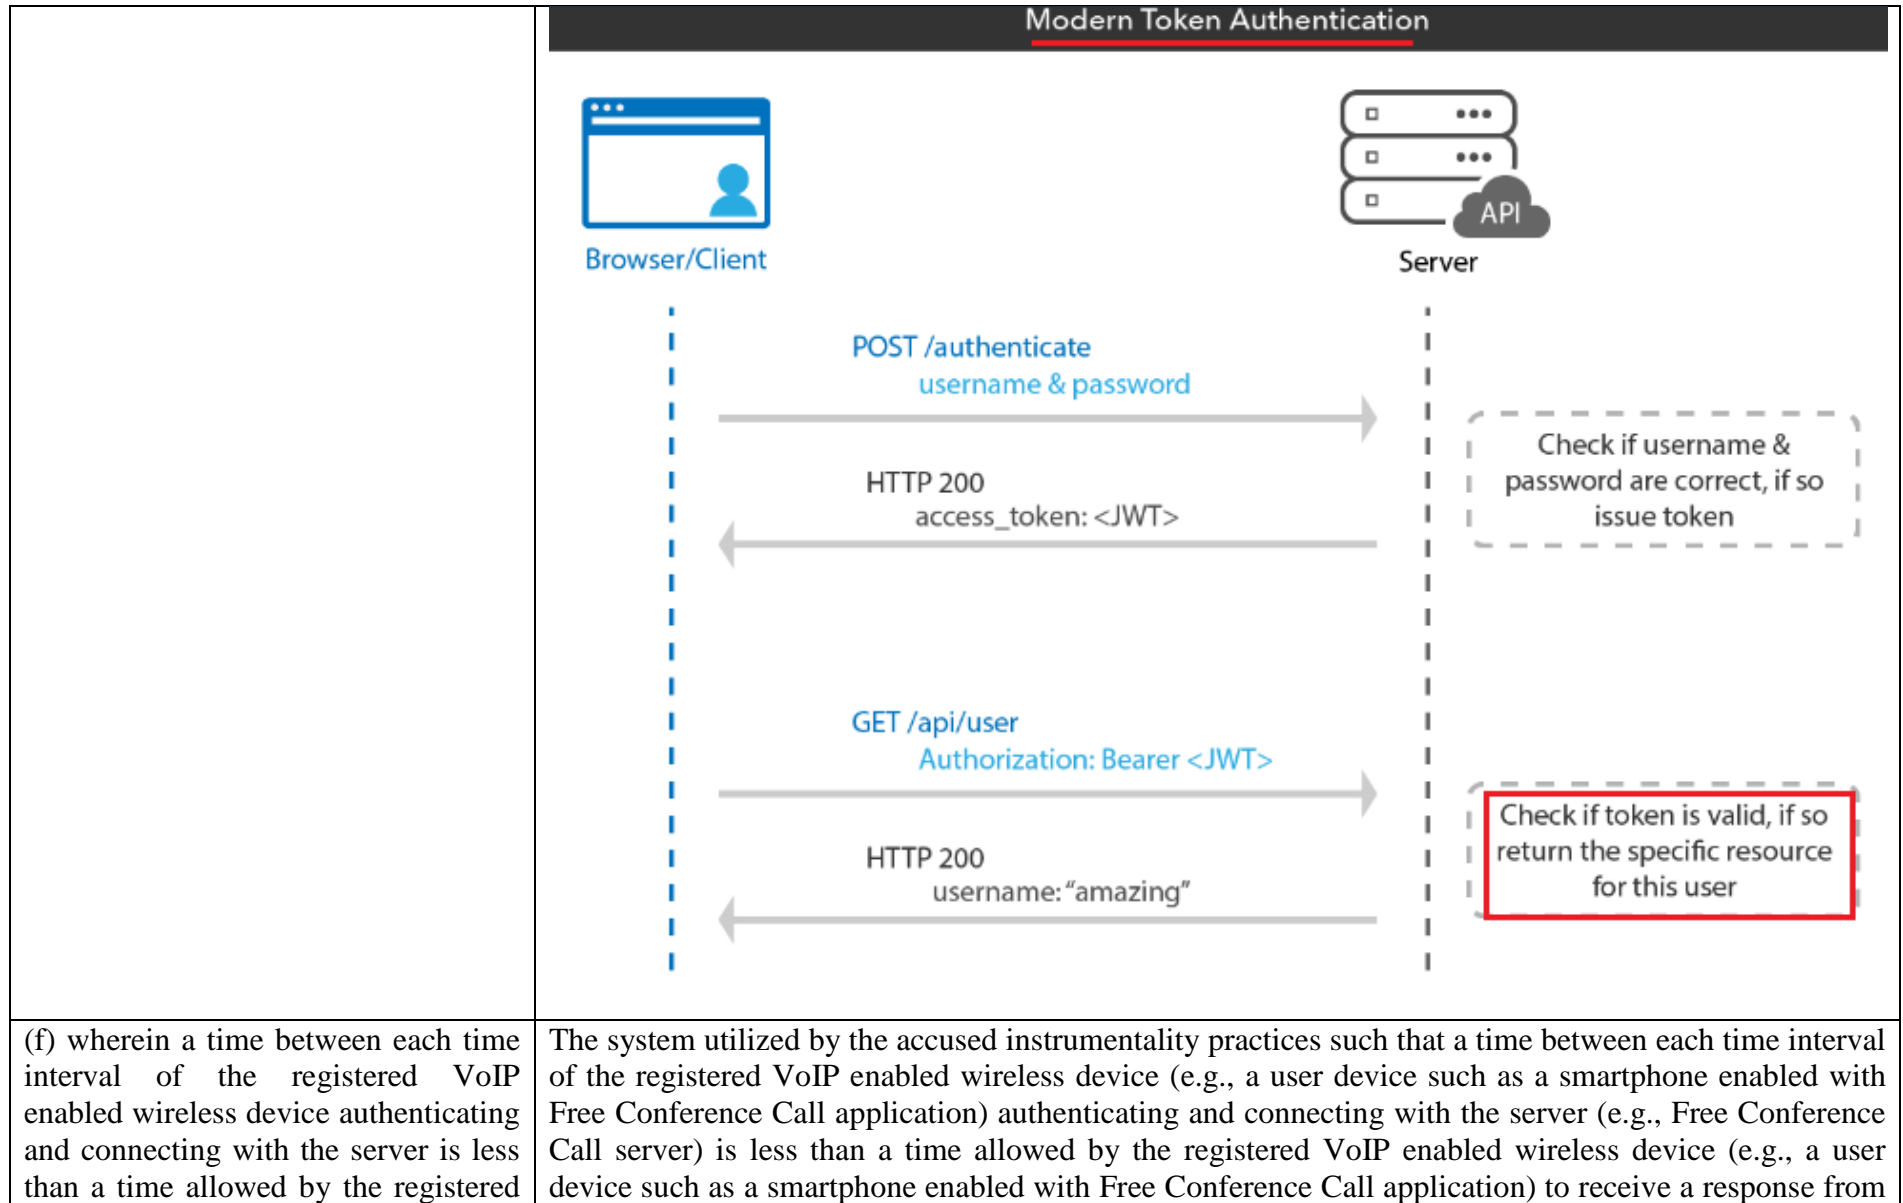 Modern Token Authentication
API
Browser/Client
Server
POST /authenticate
username & password
Check if username &
password are correct, if so
issue token
HTTP 200
access_token: <JWT>
GET /api/user
Authorization: Bearer <JWT>
Check if token is valid, if so
return the specific resource
for this user
HTTP 200
username: “amazing”
(f) wherein a time between each time
interval of the registered VoIP
enabled wireless device authenticating
and connecting with the server is less
than a time allowed by the registered
The system utilized by the accused instrumentality practices such that a time between each time interval
of the registered VoIP enabled wireless device (e.g., a user device such as a smartphone enabled with
Free Conference Call application) authenticating and connecting with the server (e.g., Free Conference
Call server) is less than a time allowed by the registered VoIP enabled wireless device (e.g., a user
device such as a smartphone enabled with Free Conference Call application) to receive a response from